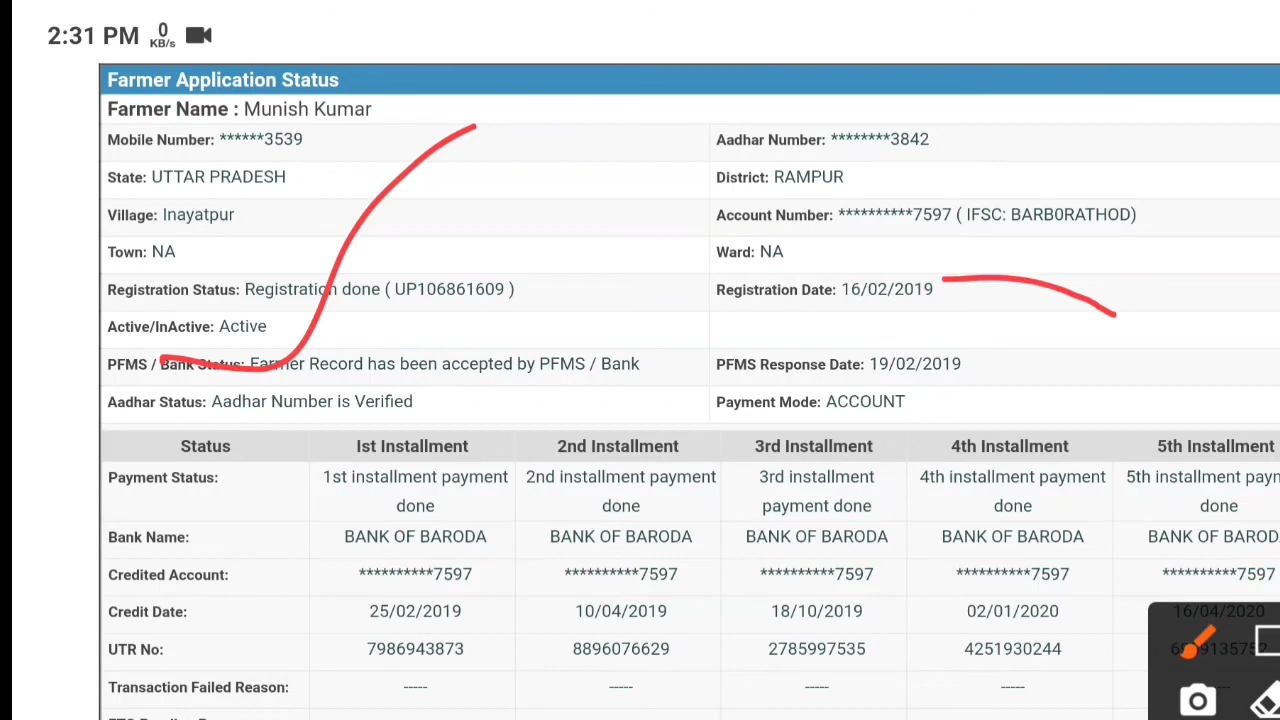 2:31 PM 0 KB/s
Farmer Application Status
Farmer Name : Munish Kumar
Mobile Number: ******3539 Aadhar Number: ********3842
State: UTTAR PRADESH District: RAMPUR
Village: Inayatpur Account Number: **********7597 ( IFSC: BARB0RATHOD)
Town: NA Ward: NA
Registration Status: Registration done ( UP106861609 ) Registration Date: 16/02/2019
Active/InActive: Active
PFMS / Bank Status: Farmer Record has been accepted by PFMS / Bank PFMS Response Date: 19/02/2019
Aadhar Status: Aadhar Number is Verified Payment Mode: ACCOUNT
Status Ist Installment 2nd Installment 3rd Installment 4th Installment 5th Installment
Payment Status: 1st installment payment 2nd installment payment 3rd installment 4th installment payment 5th installment
done done payment done done done
Bank Name: BANK OF BARODA BANK OF BARODA BANK OF BARODA BANK OF BARODA BANK OF
Credited Account: **********7597 **********7597 **********7597 **********7597 **********7597
Credit Date: 25/02/2019 10/04/2019 18/10/2019 02/01/2020 16/04/2020
UTR No: 7986943873 8896076629 2785997535 4251930244
Transaction Failed Reason: ----- ----- ----- -----